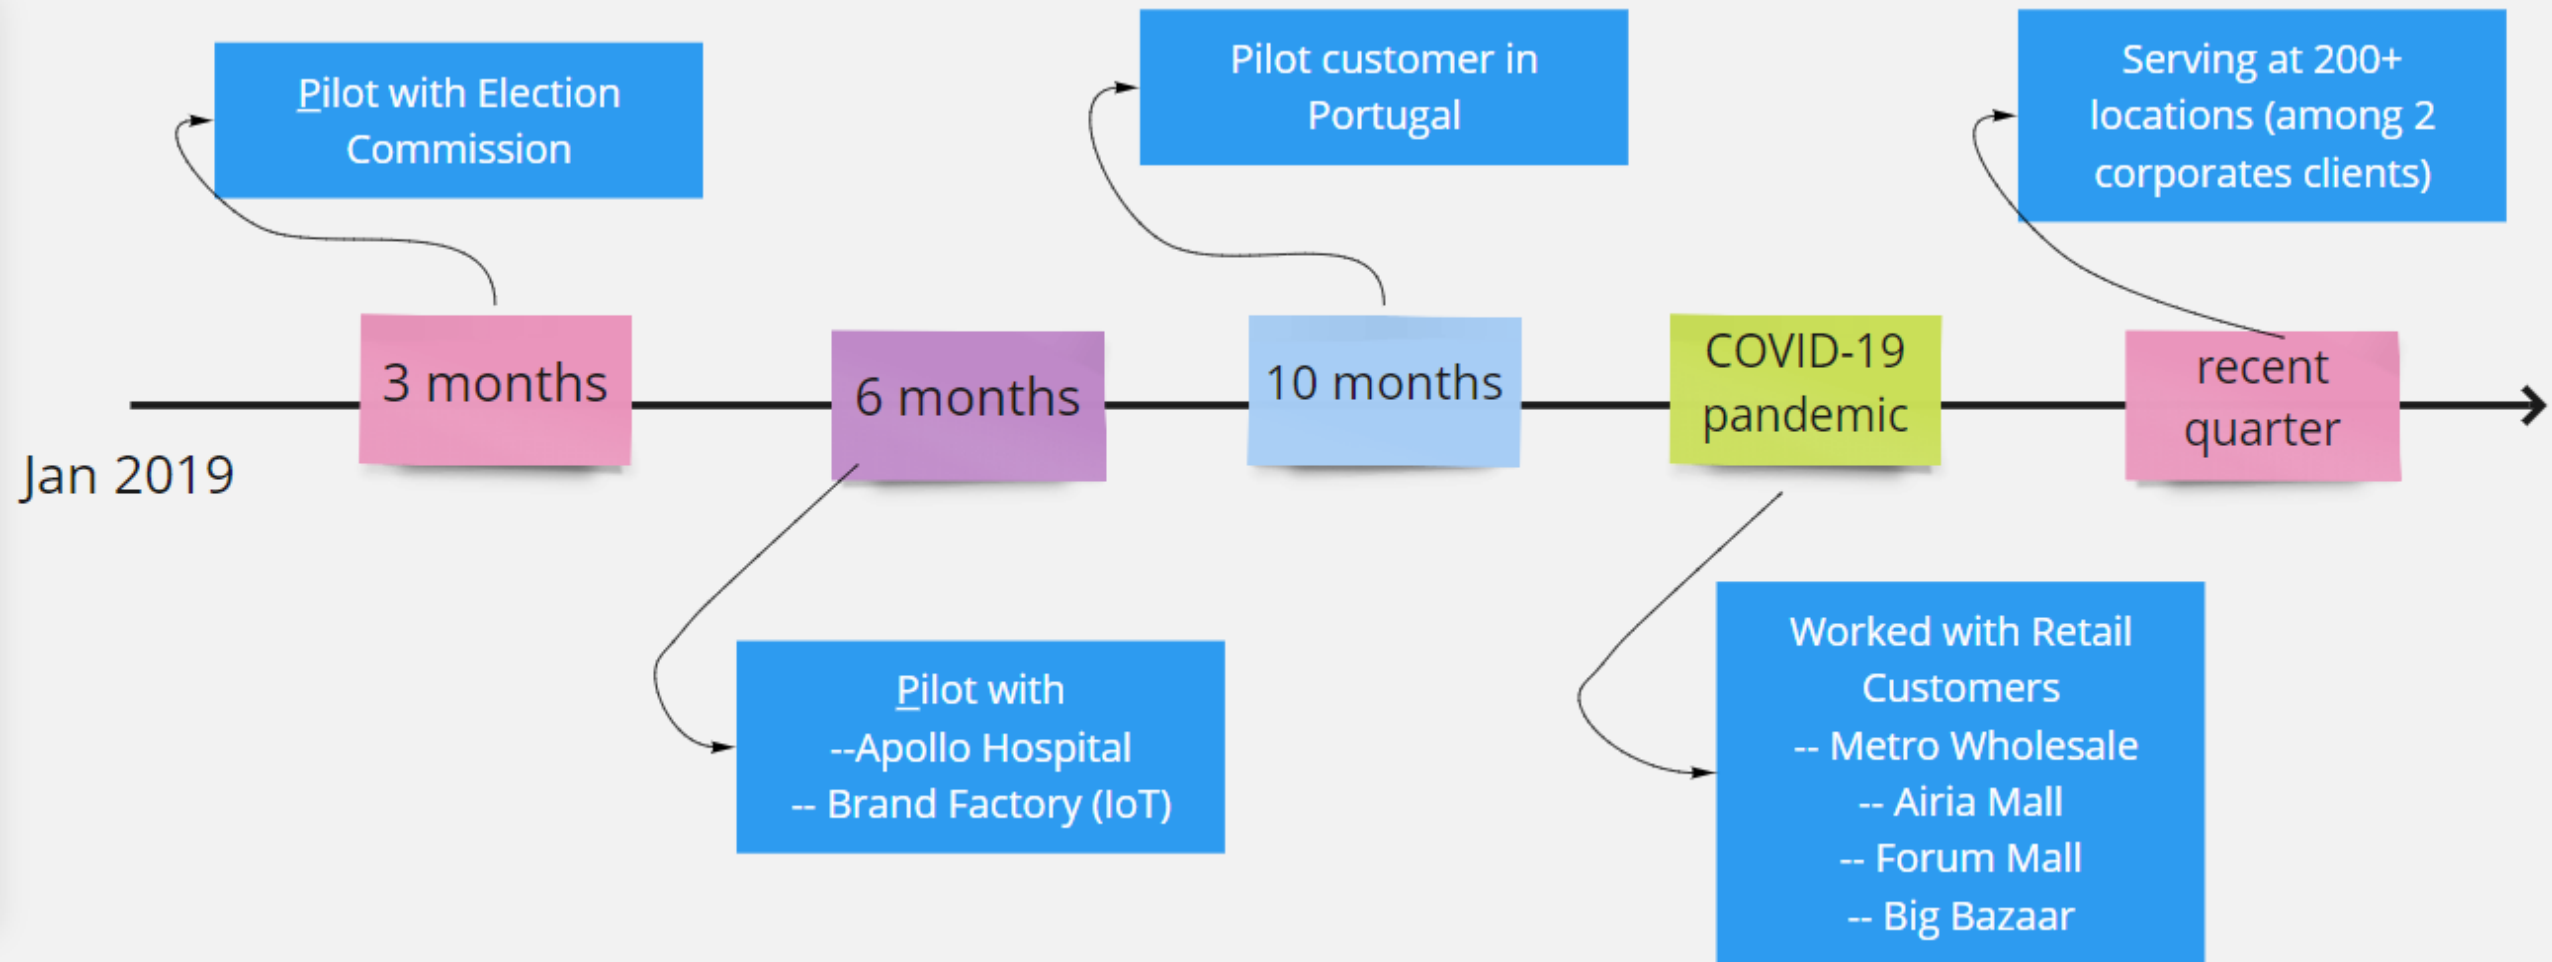 Pilot with Election
Commission
Pilot customer in
Portugal
Serving at 200+
locations (among 2
corporates clients)
3 months
6 months
10 months
COVID-19
pandemic
recent
quarter
Jan 2019
Pilot with
--Apollo Hospital
-- Brand Factory (IoT)
Worked with Retail
Customers
-- Metro Wholesale
-- Airia Mall
-- Forum Mall
-- Big Bazaar